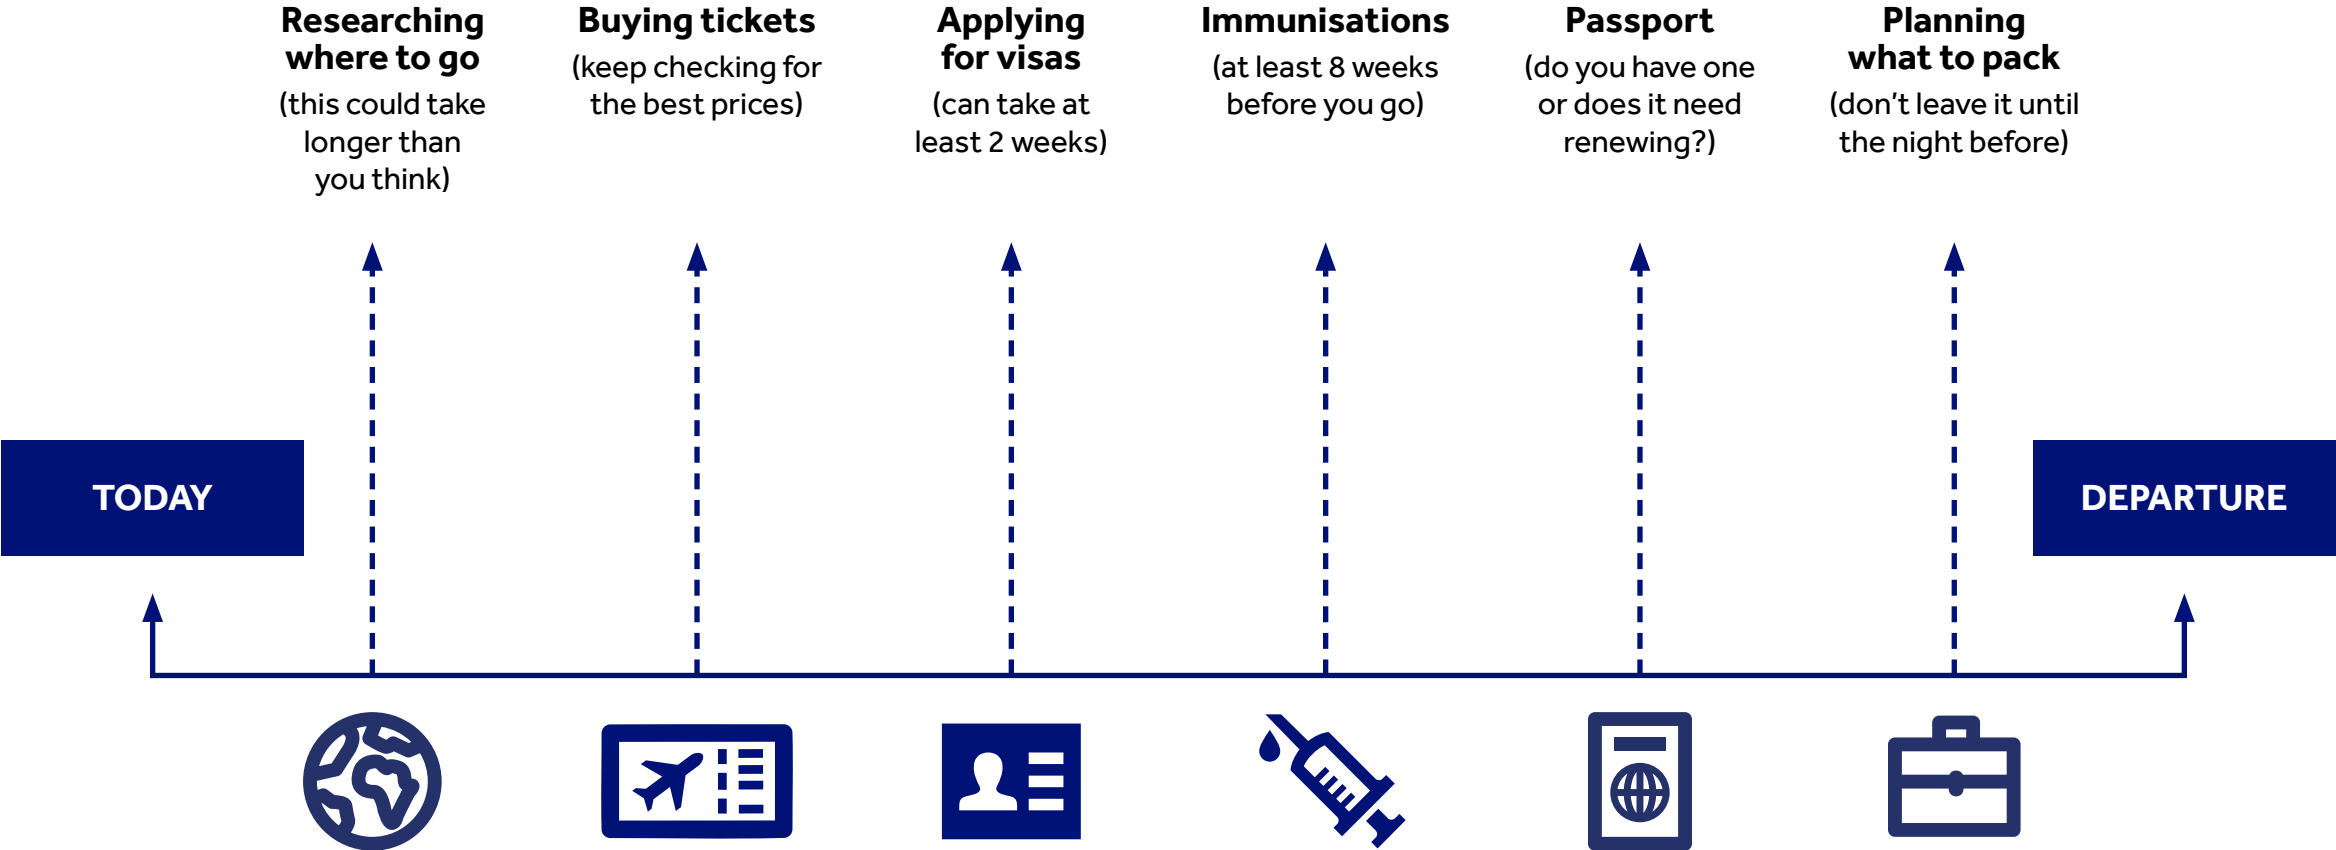 Researching
where to go
(this could take
longer than
you think)
Buying tickets
(keep checking for
the best prices)
Applying
for visas
(can take at
least 2 weeks)
Immunisations
(at least 8 weeks
before you go)
Passport
(do you have one
or does it need
renewing?)
Planning
what to pack
(don’t leave it until
the night before)
TODAY
DEPARTURE